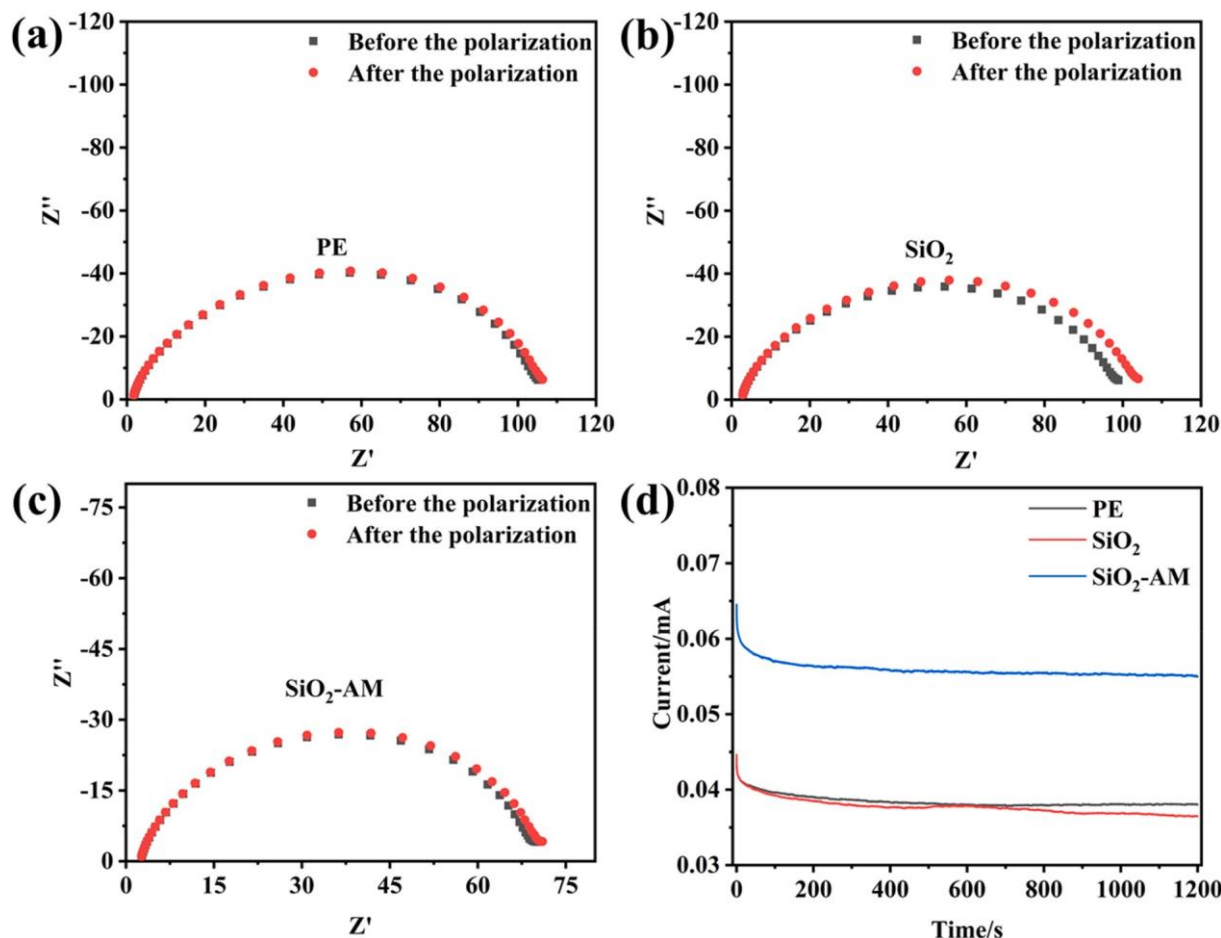 (a)
Before the polarization
After the polarization
-120
-100
-80
-60
-40
-20
0
Z''
PE
0 20 40 60 80 100 120
Z'
(b)
Before the polarization
After the polarization
-120
-100
-80
-60
-40
-20
0
Z''
SiO₂
0 20 40 60 80 100 120
Z'
(c)
Before the polarization
After the polarization
-75
-60
-45
-30
-15
0
Z''
SiO₂-AM
0 15 30 45 60 75
Z'
(d)
PE
SiO₂
SiO₂-AM
0.08
0.07
0.06
0.05
0.04
0.03
Current/mA
0 200 400 600 800 1000 1200
Time/s